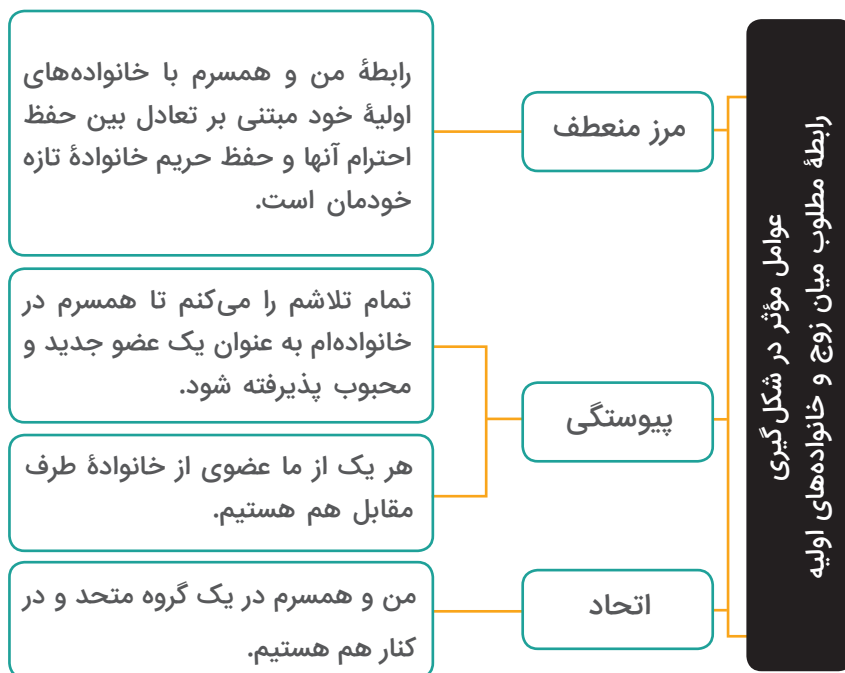 عوامل مؤثر در شکل گیری
رابطهٔ مطلوب میان زوج و خانواده‌های اولیه
مرز منعطف
رابطهٔ من و همسرم با خانواده‌های
اولیهٔ خود مبتنی بر تعادل بین حفظ
احترام آنها و حفظ حریم خانوادهٔ تازه
خودمان است.
پیوستگی
تمام تلاشم را می‌کنم تا همسرم در
خانواده‌ام به عنوان یک عضو جدید و
محبوب پذیرفته شود.
هر یک از ما عضوی از خانوادهٔ طرف
مقابل هم هستیم.
اتحاد
من و همسرم در یک گروه متحد و در
کنار هم هستیم.